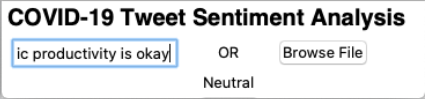 COVID-19 Tweet Sentiment Analysis
ic productivity is okay OR Browse File
Neutral